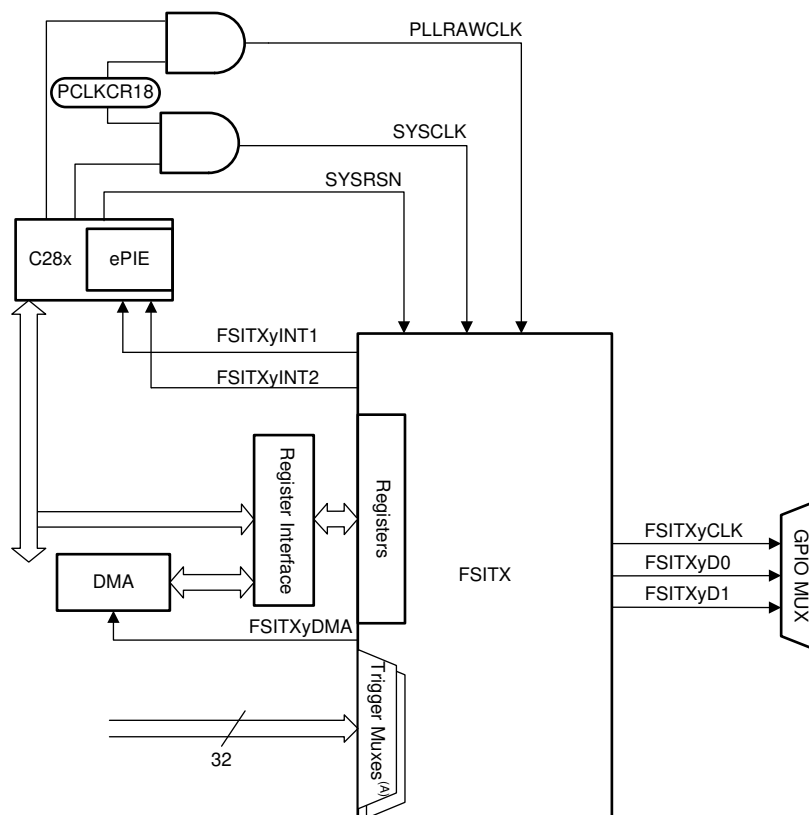 PLLRAWCLK
PCLKCR18
SYSCLK
SYSRSN
C28x
ePIE
FSITXyINT1
FSITXyINT2
Register Interface
Registers
FSITX
FSITXyCLK
FSITXyD0
FSITXyD1
GPIO MUX
DMA
FSITXyDMA
Trigger Muxes(A)
32